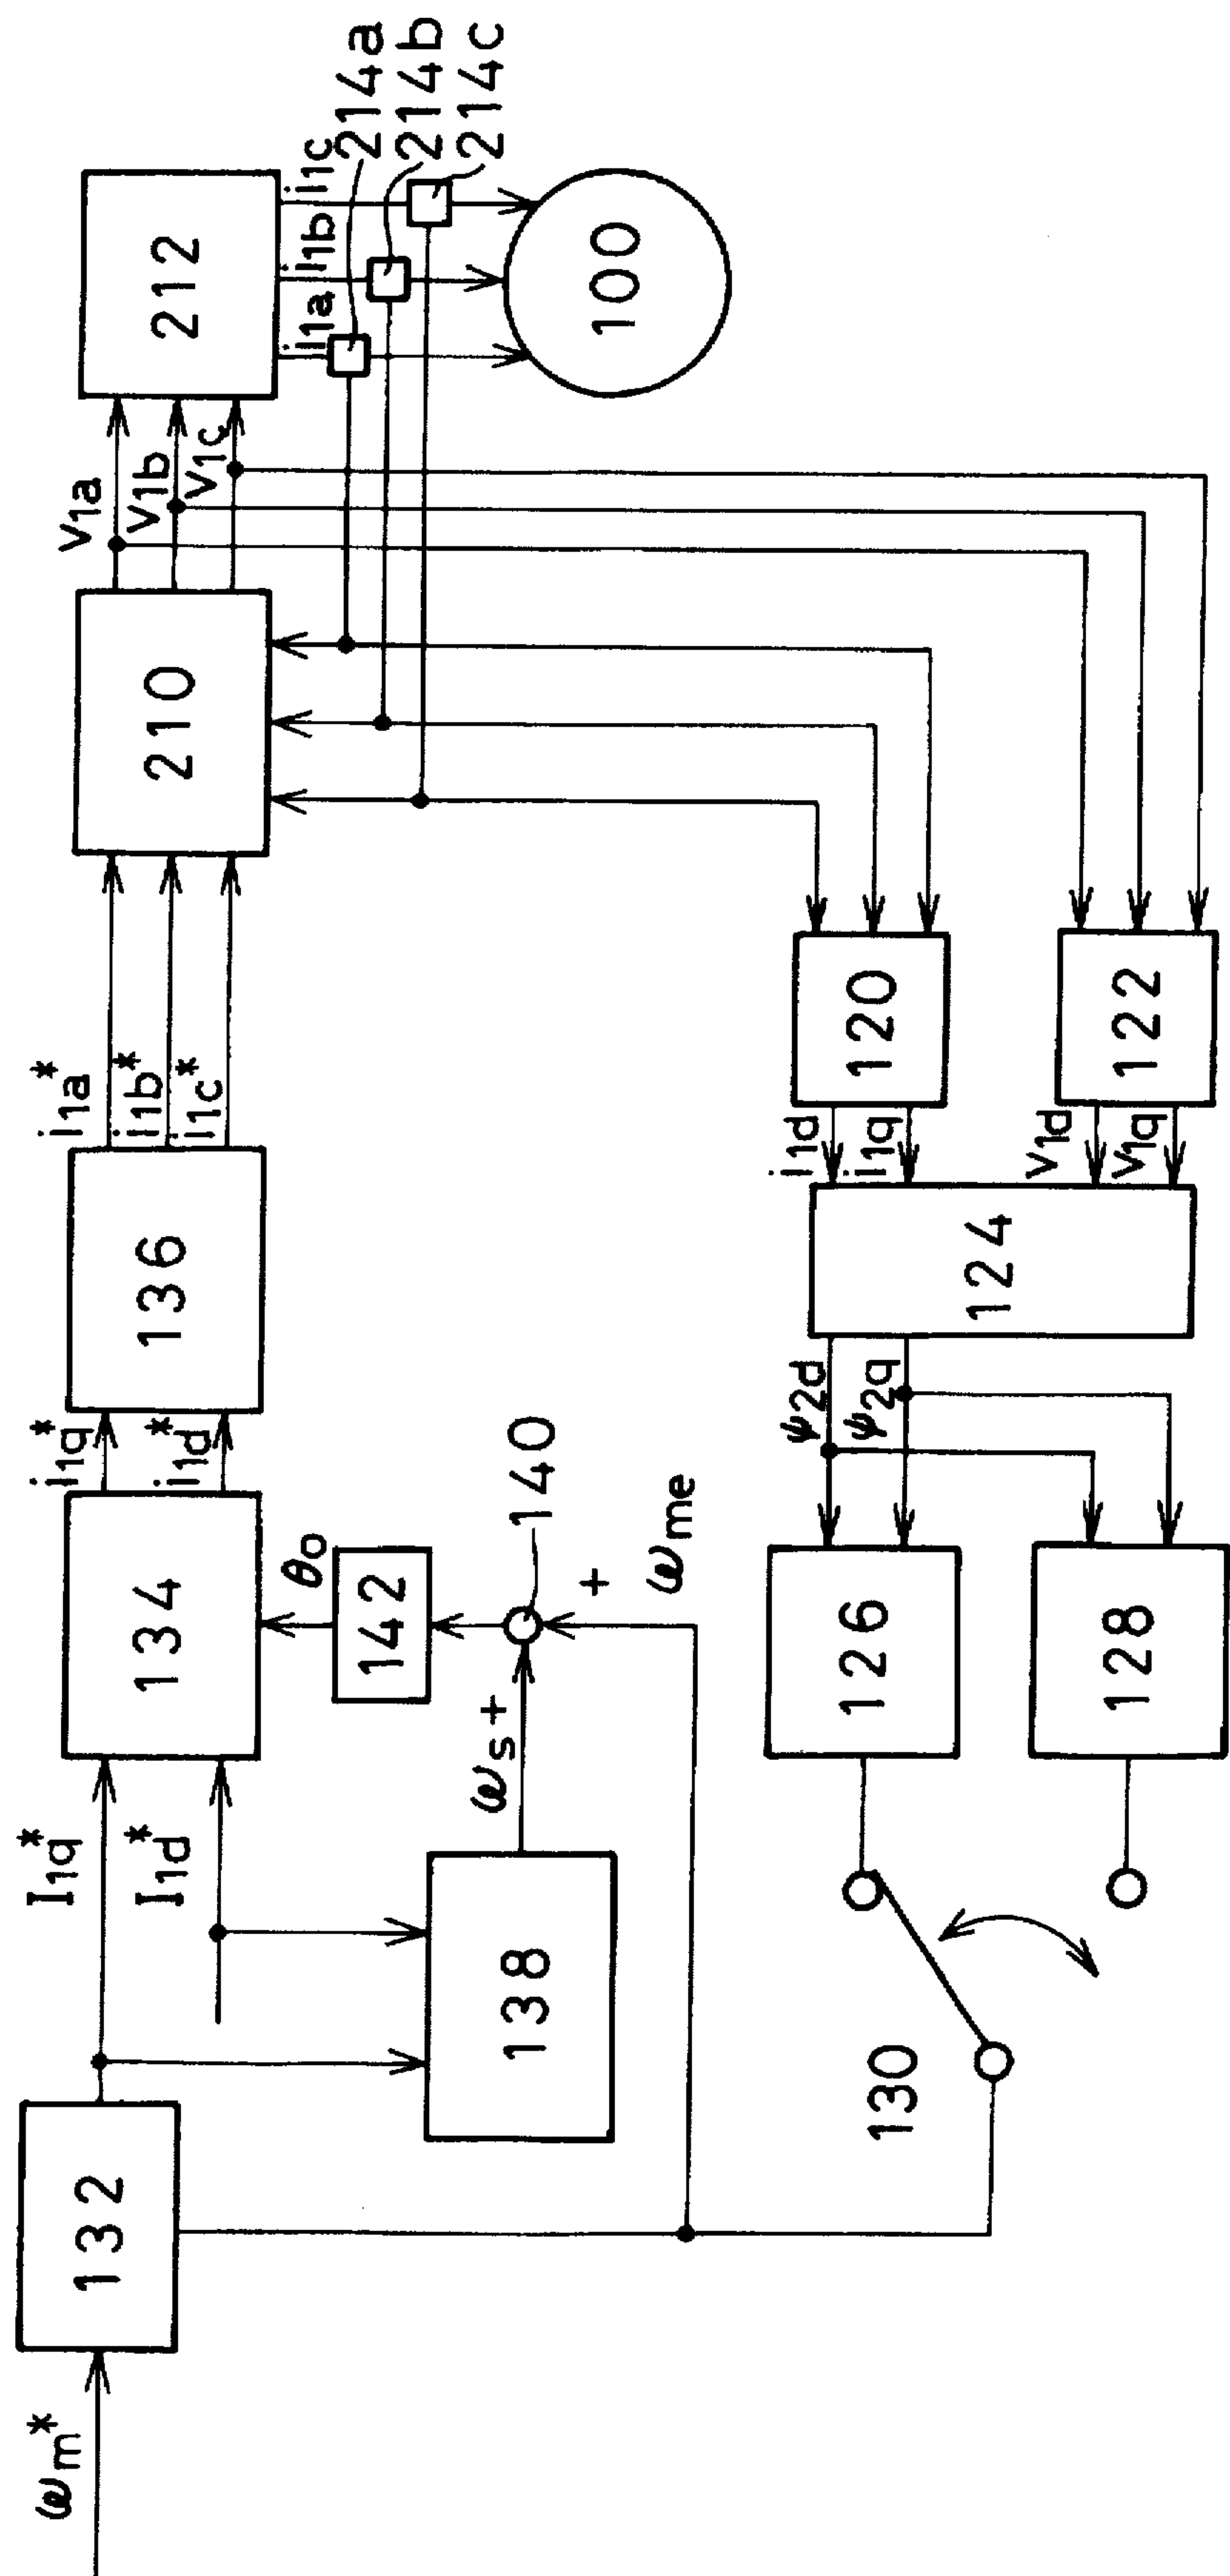 ωm*
132
I1q*
I1d*
134
i1q*
i1d*
136
i1a*
i1b*
i1c*
210
v1a
v1b
v1c
212
i1a
i1b
i1c
214a
214b
214c
100
138
ωs
+
θo
142
140
+
ωme
130
126
128
ψ2d
ψ2q
124
i1d
i1q
v1d
v1q
120
122